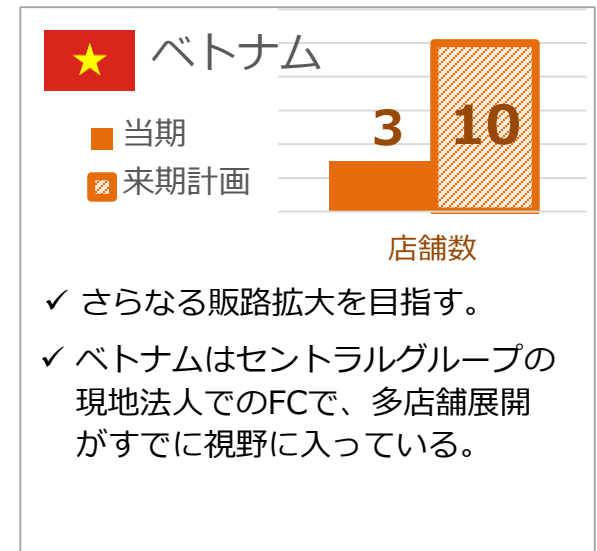 ベトナム
当期
来期計画
3
10
店舗数
✓ さらなる販路拡大を目指す。
✓ ベトナムはセントラルグループの
現地法人でのFCで、多店舗展開
がすでに視野に入っている。